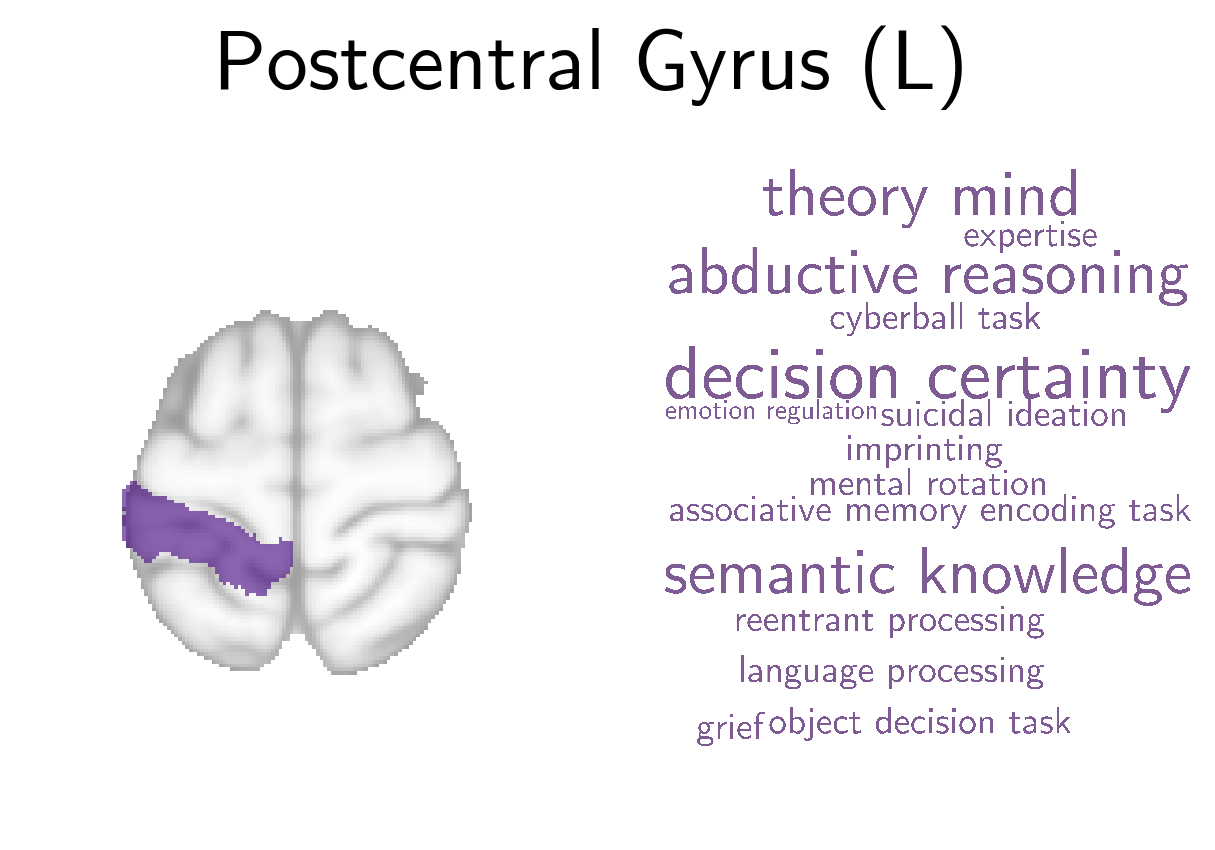 Postcentral Gyrus (L)
theory mind
expertise
abductive reasoning
cyberball task
decision certainty
emotion regulation suicidal ideation
imprinting
mental rotation
associative memory encoding task
semantic knowledge
reentrant processing
language processing
grief object decision task